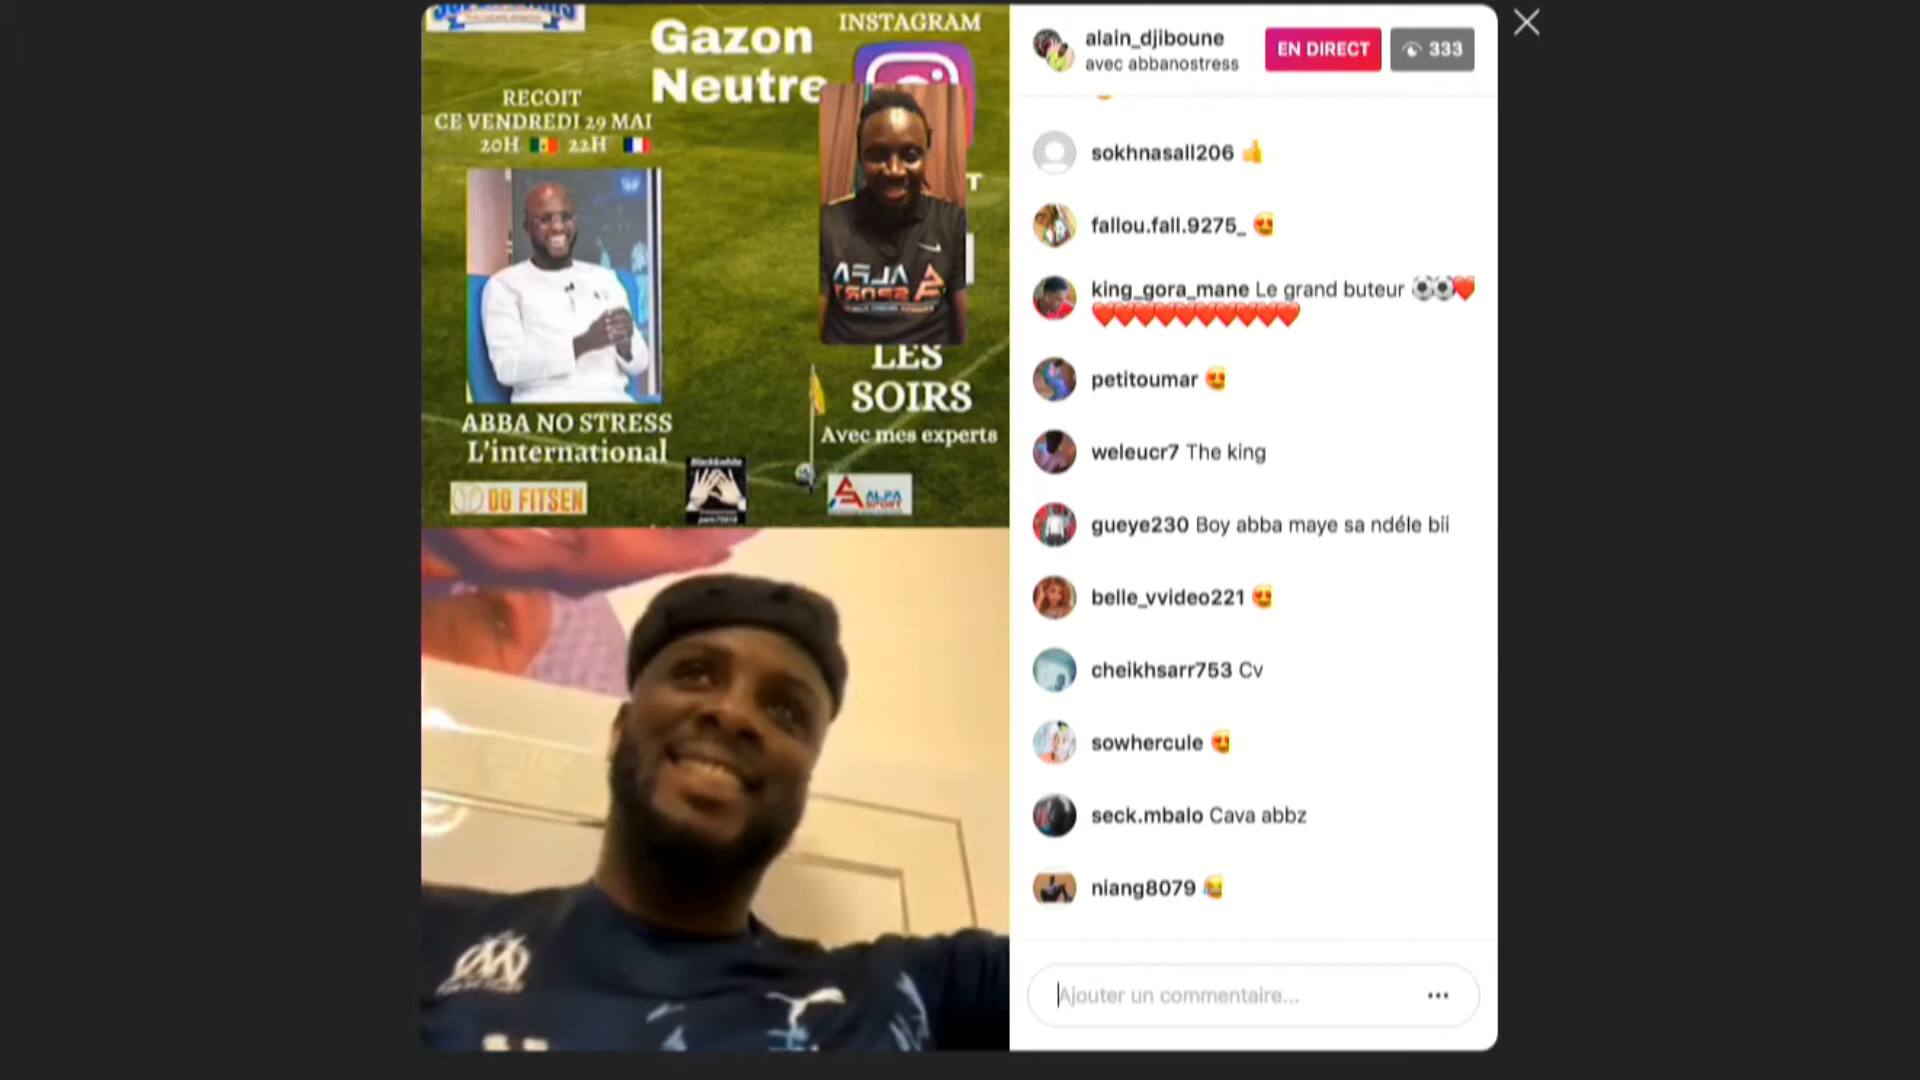 Gazon
Neutre
INSTAGRAM
RECOIT
CE VENDREDI 29 MAI
20H 🇸🇳 22H 🇫🇷
LES
SOIRS
Avec mes experts
ABBA NO STRESS
L'international
DG FITSEN
ALFA
SPORT
alain_djiboune
avec abbanostress
EN DIRECT
333
sokhnasall206 👍
fallou.fall.9275_ 😍
king_gora_mane Le grand buteur ⚽⚽❤️
❤️❤️❤️❤️❤️❤️❤️❤️❤️❤️
petitoumar 😍
weleucr7 The king
gueye230 Boy abba maye sa ndéle bii
belle_vvideo221 😍
cheikhsarr753 Cv
sowhercule 😍
seck.mbalo Cava abbz
niang8079 😂
Ajouter un commentaire...